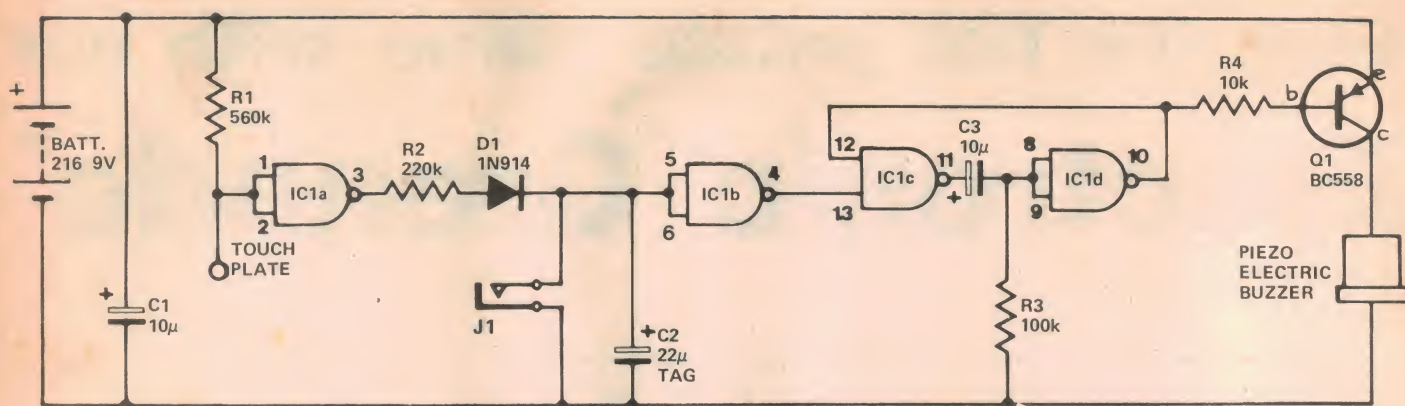 +
BATT.
216 9V
+
C1
10µ
R1
560k
1
2
3
IC1a
TOUCH
PLATE
R2
220k
D1
1N914
J1
+
C2
22µ
TAG
5
6
4
IC1b
12
13
11
IC1c
C3
10µ
+
8
9
10
IC1d
R3
100k
R4
10k
b
e
c
Q1
BC558
PIEZO
ELECTRIC
BUZZER